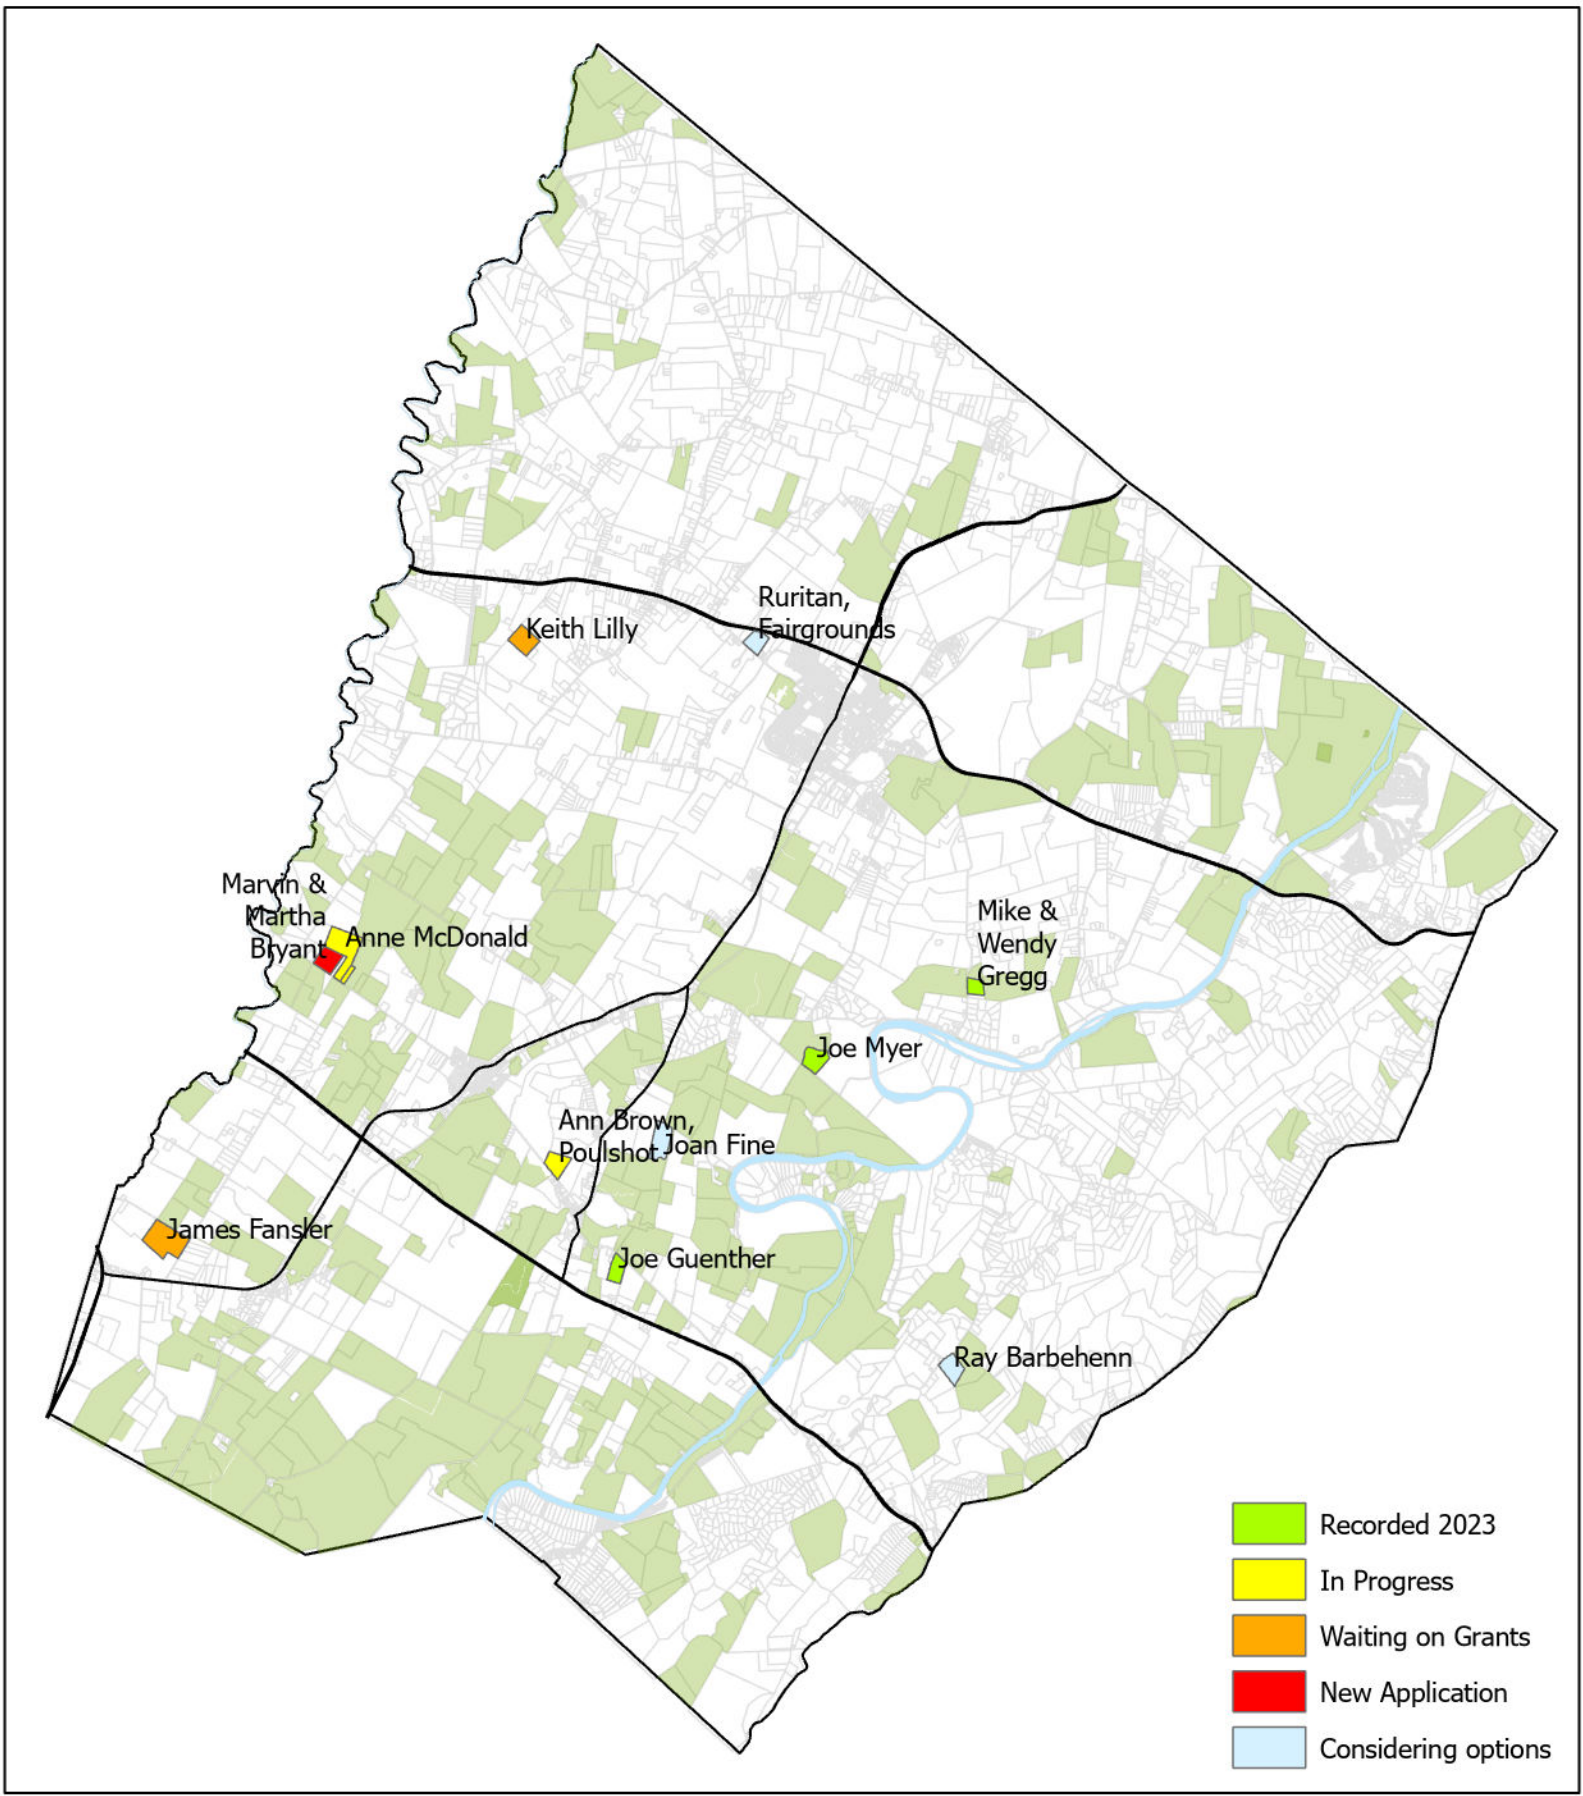 Ruritan,
Fairgrounds
Keith Lilly
Marvin &
Martha
Bryant
Anne McDonald
Mike &
Wendy
Gregg
Joe Myer
Ann Brown,
Poulshot
Joan Fine
James Fansler
Joe Guenther
Ray Barbehenn
Recorded 2023
In Progress
Waiting on Grants
New Application
Considering options